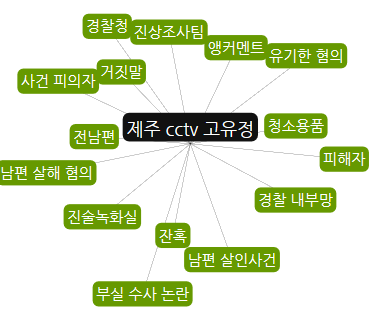 경찰청
진상조사팀
앵커멘트
유기한 혐의
사건 피의자
거짓말
제주 cctv 고유정
청소용품
전남편
피해자
남편 살해 혐의
경찰 내부망
진술녹화실
잔혹
남편 살인사건
부실 수사 논란